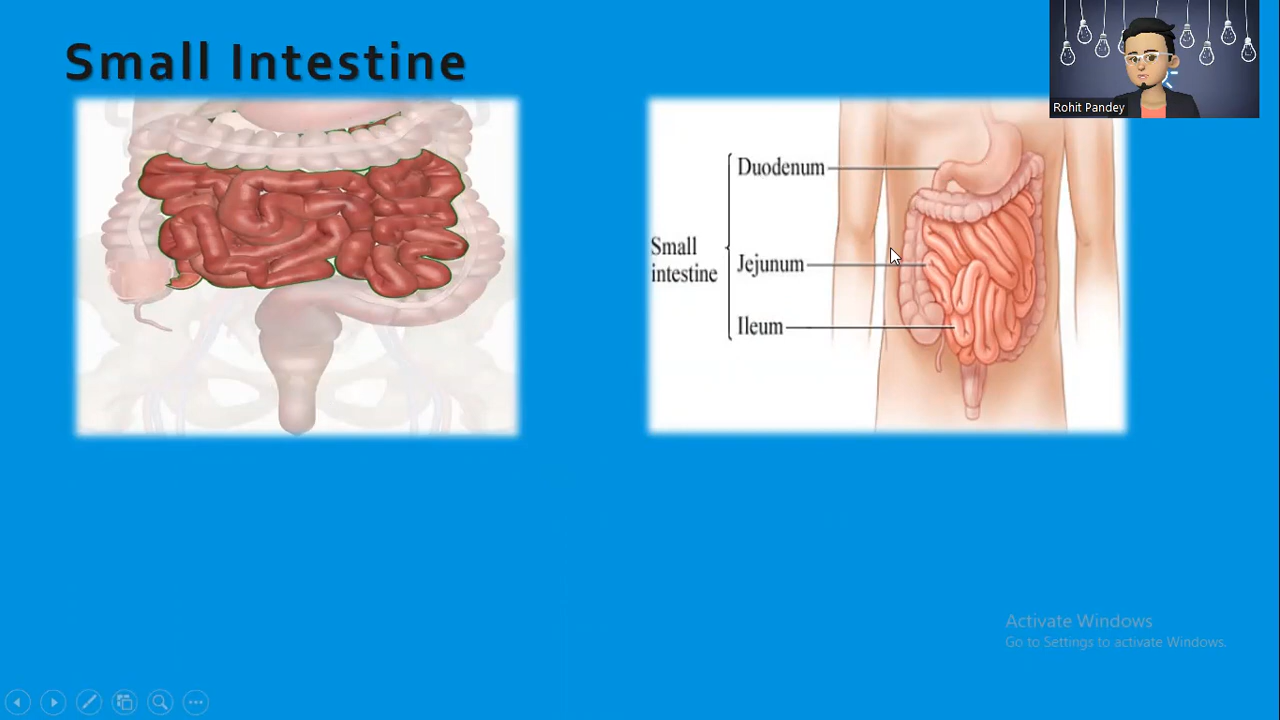 Small Intestine
Rohit Pandey
Duodenum
Small
intestine
Jejunum
Ileum
Activate Windows
Go to Settings to activate Windows.